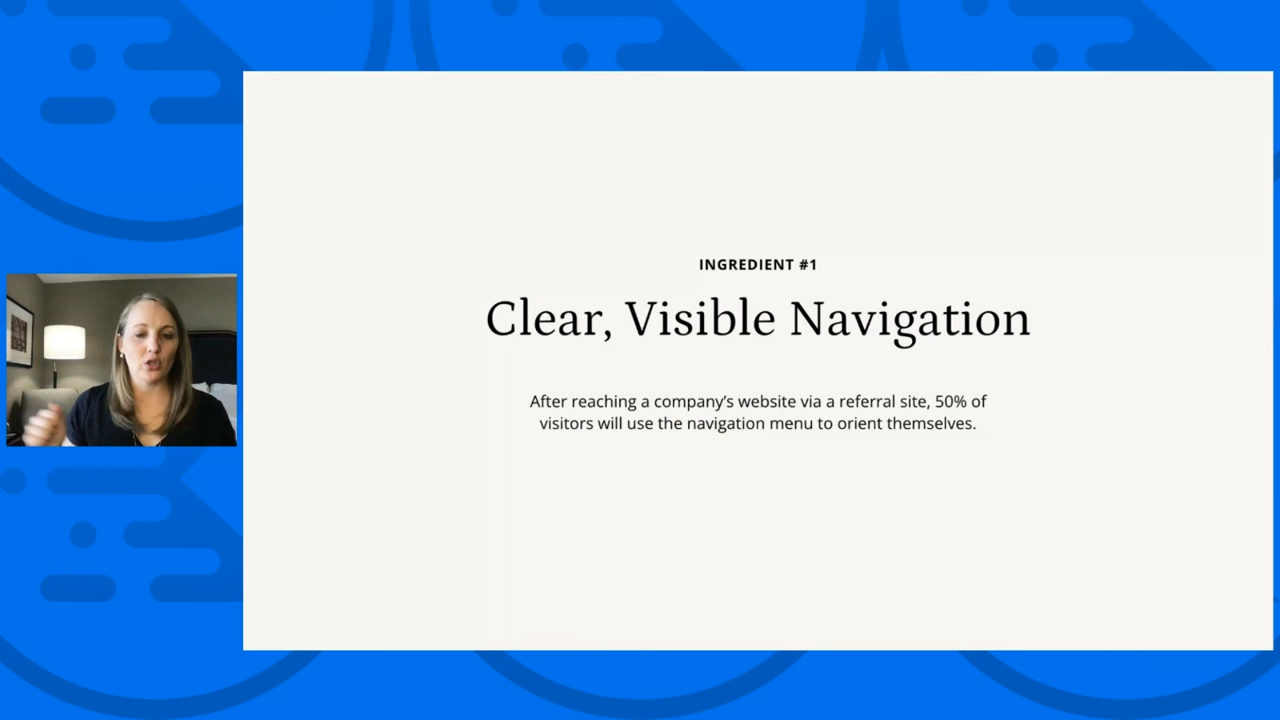 INGREDIENT #1
Clear, Visible Navigation
After reaching a company’s website via a referral site, 50% of
visitors will use the navigation menu to orient themselves.